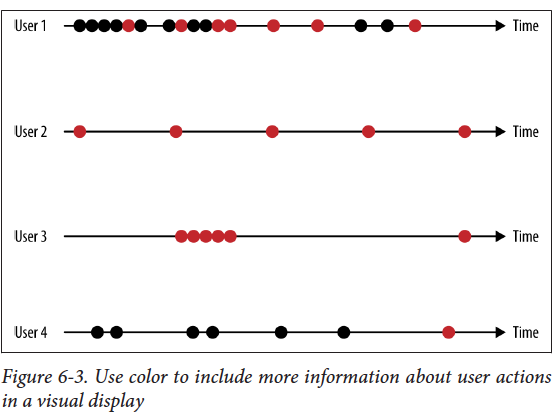 User 1 Time
User 2 Time
User 3 Time
User 4 Time
Figure 6-3. Use color to include more information about user actions
in a visual display